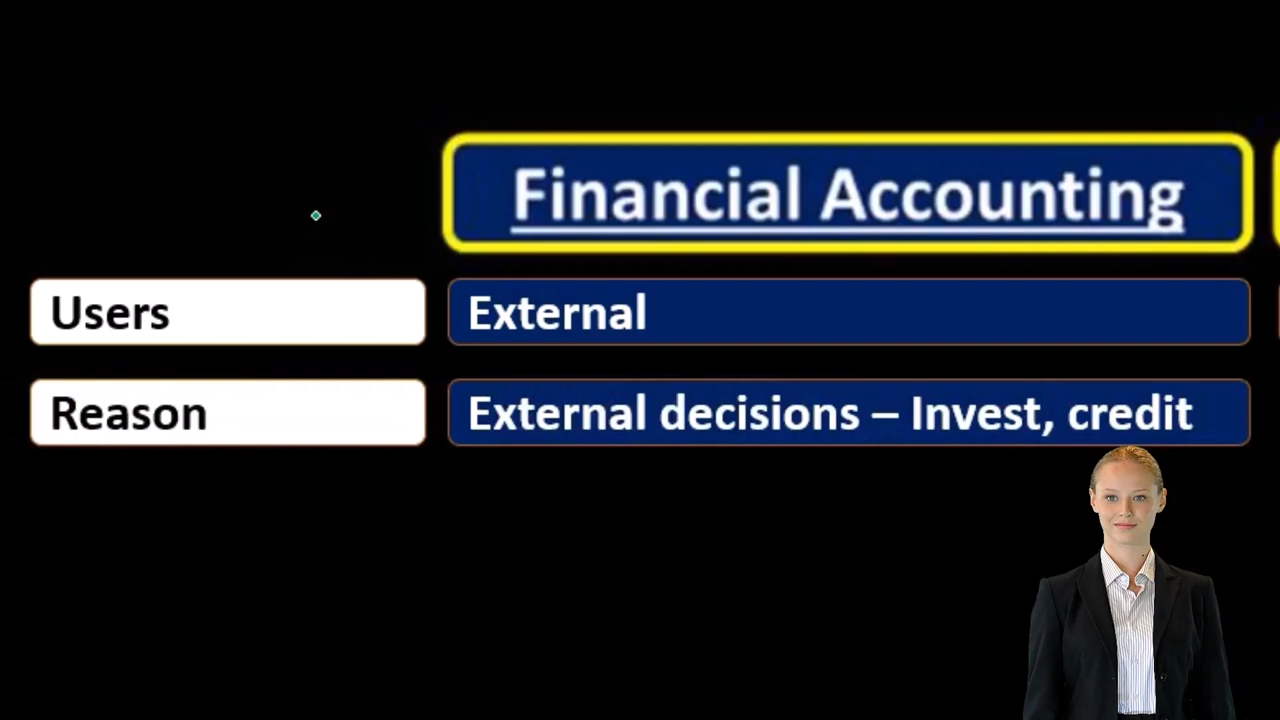 Financial Accounting
Users
External
Reason
External decisions – Invest, credit